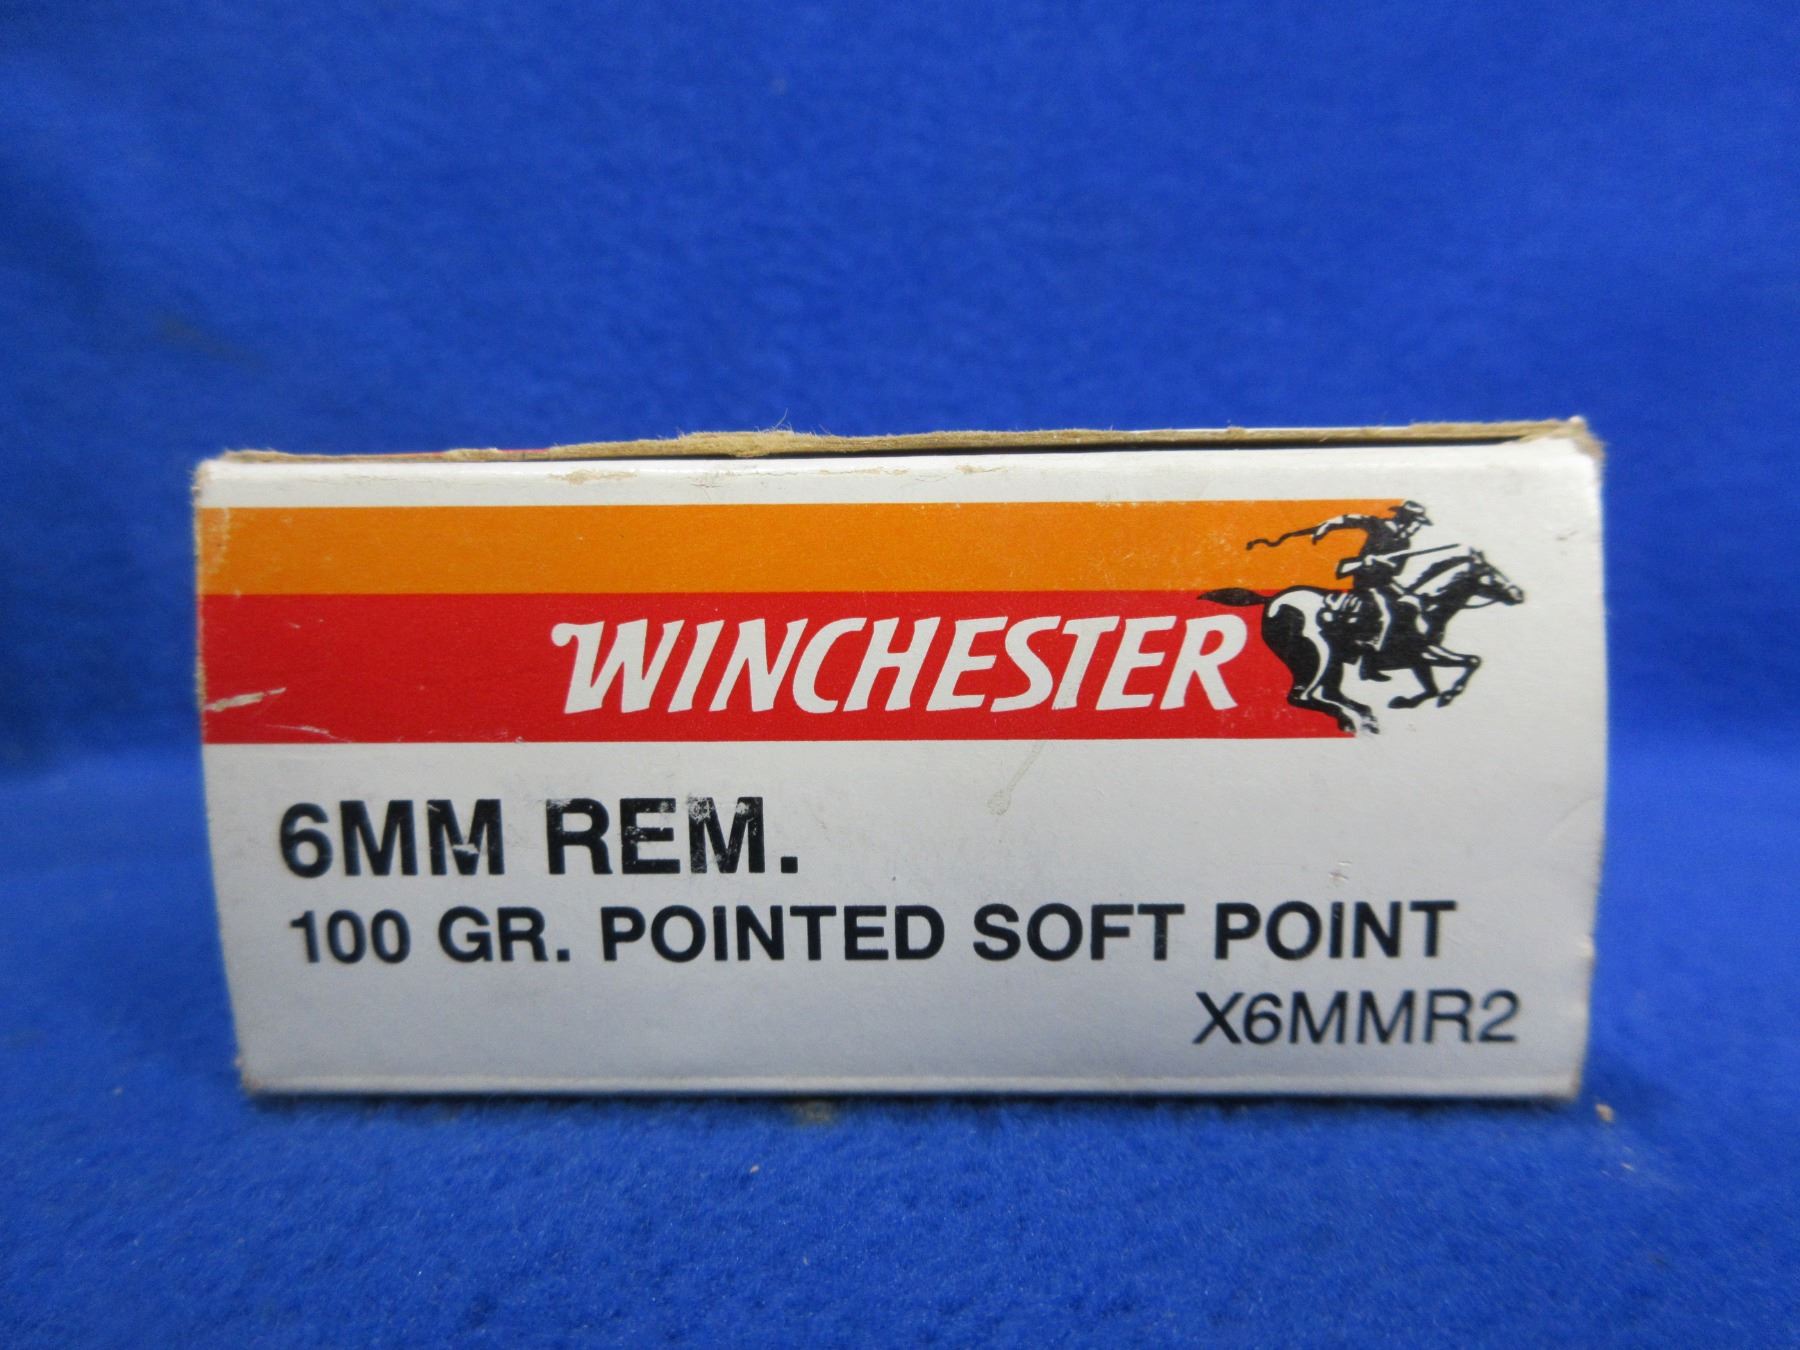 WINCHESTER
6MM REM.
100 GR. POINTED SOFT POINT
X6MMR2